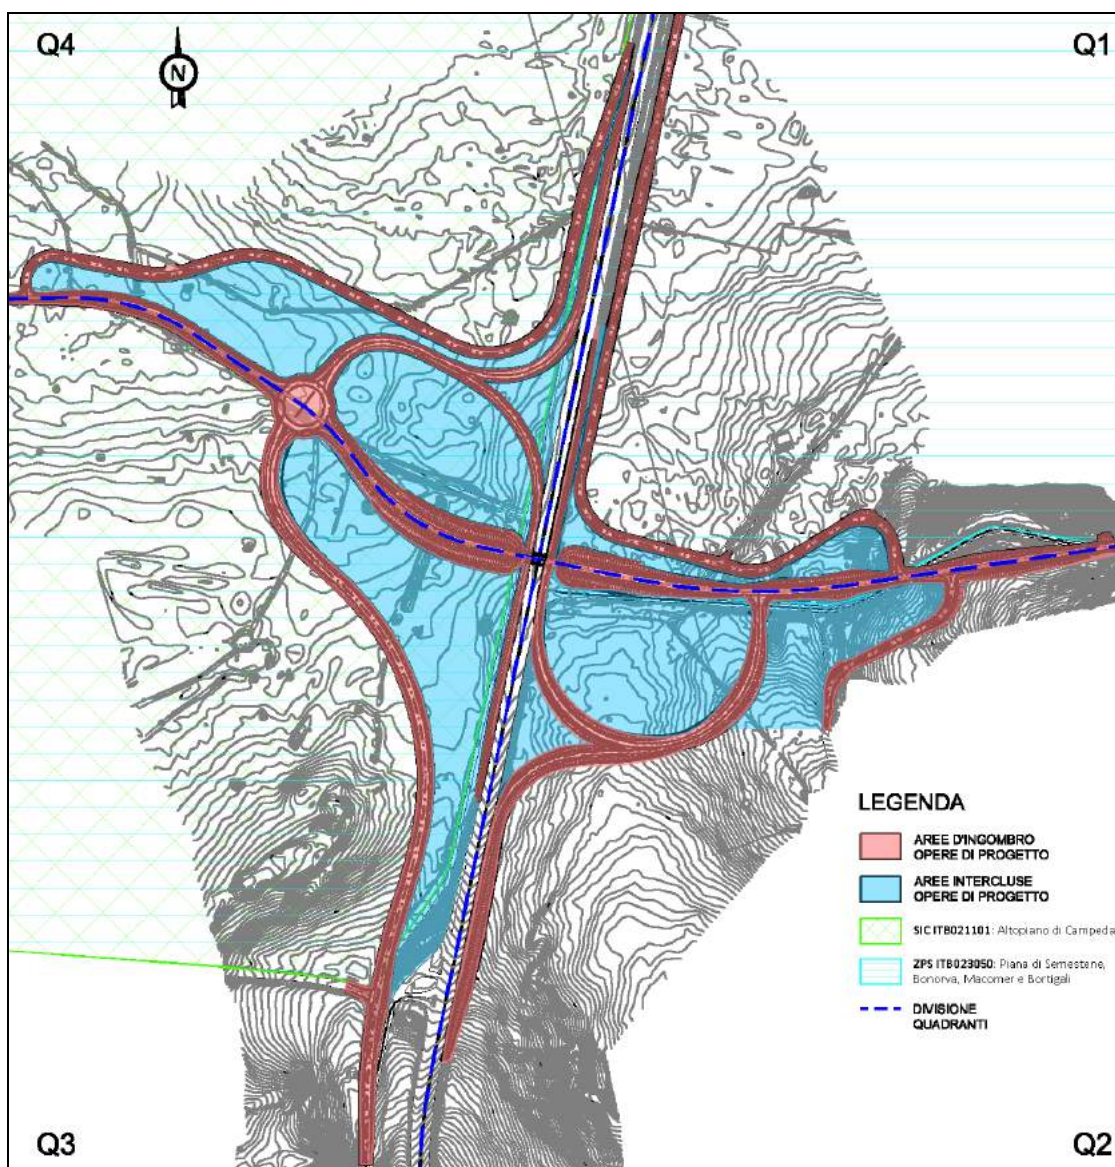 Q4
Q1
N
LEGENDA
AREE D'INGOMBRO
OPERE DI PROGETTO
AREE INTERCLUSE
OPERE DI PROGETTO
SIC ITB021101: Altopiano di Campeda
ZPS ITB023050: Piana di Semestene,
Bonorva, Macomer e Bortigali
DIVISIONE
QUADRANTI
Q3
Q2